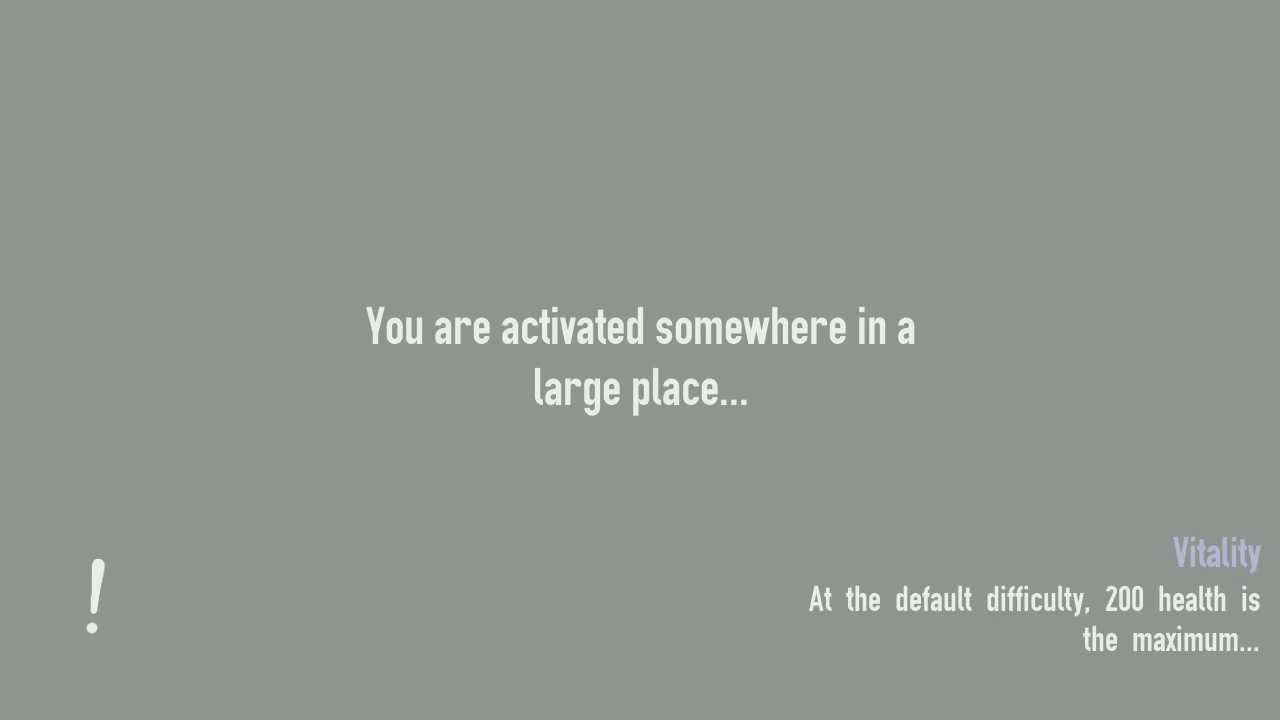 You are activated somewhere in a
large place...
!
Vitality
At the default difficulty, 200 health is
the maximum...